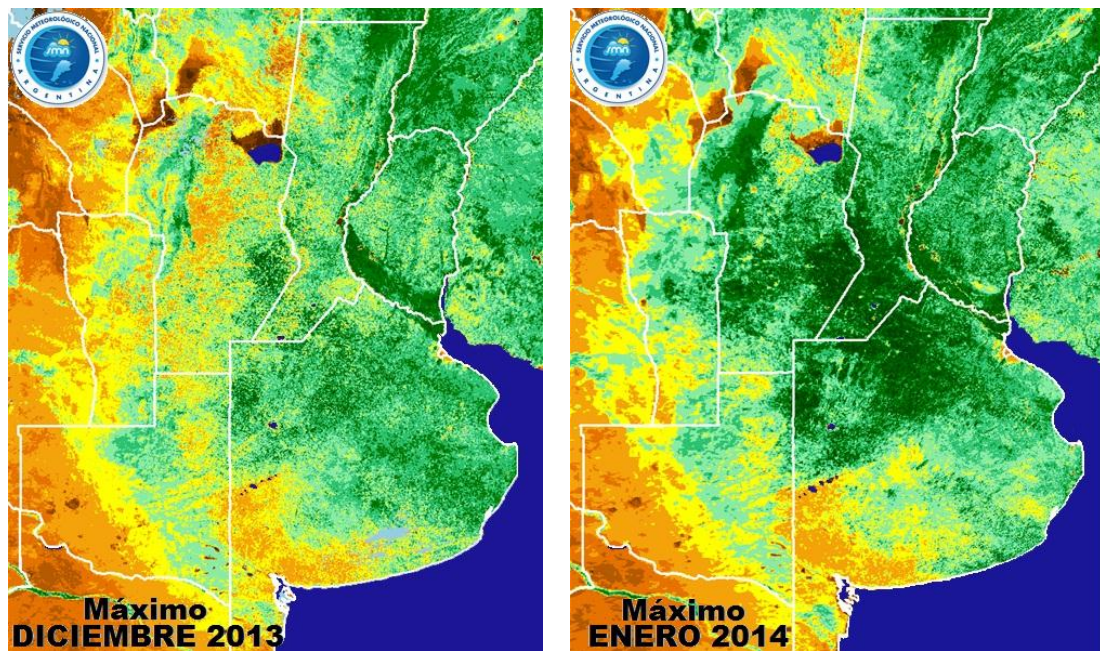 SERVICIO METEOROLÓGICO NACIONAL
smn
ARGENTINA
Máximo
DICIEMBRE 2013
SERVICIO METEOROLÓGICO NACIONAL
smn
ARGENTINA
Máximo
ENERO 2014